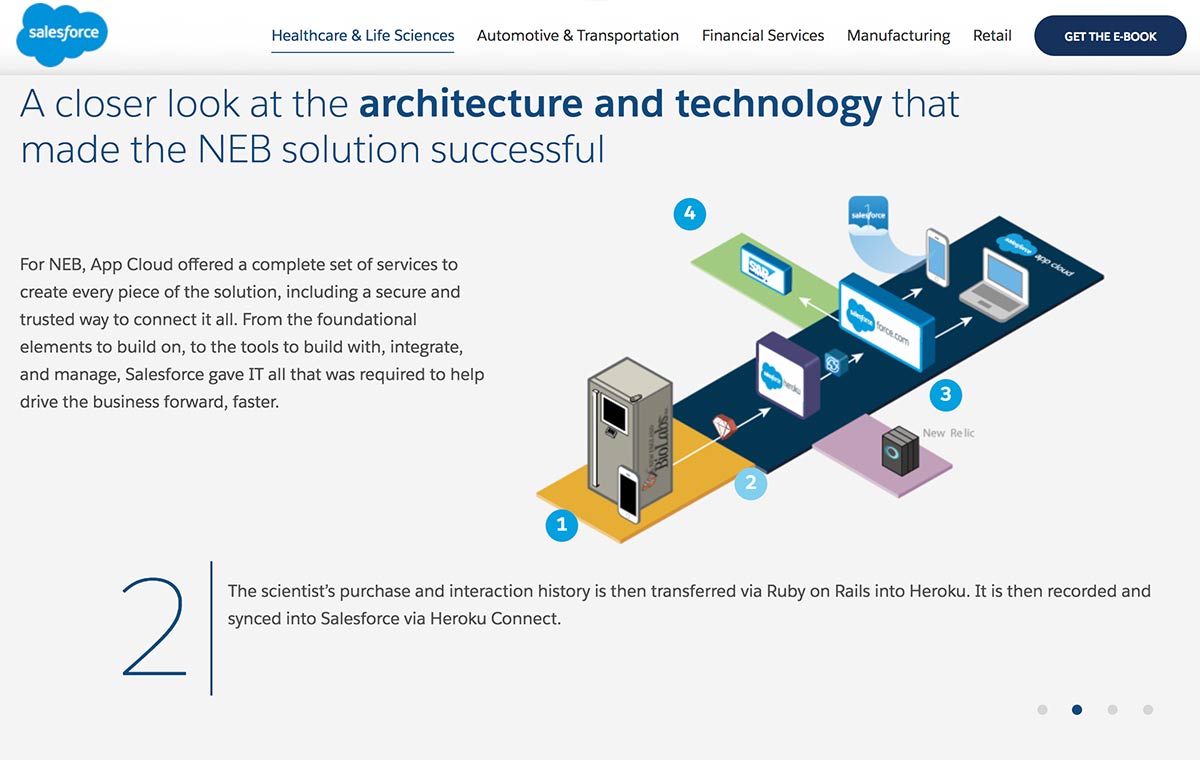 salesforce
Healthcare & Life Sciences Automotive & Transportation Financial Services Manufacturing Retail GET THE E-BOOK
A closer look at the architecture and technology that
made the NEB solution successful
For NEB, App Cloud offered a complete set of services to
create every piece of the solution, including a secure and
trusted way to connect it all. From the foundational
elements to build on, to the tools to build with, integrate,
and manage, Salesforce gave IT all that was required to help
drive the business forward, faster.
4
salesforce
SAP
salesforce app cloud
salesforce force.com
salesforce heroku
3
New Relic
NEW ENGLAND
BioLabs
2
1
2
The scientist's purchase and interaction history is then transferred via Ruby on Rails into Heroku. It is then recorded and
synced into Salesforce via Heroku Connect.